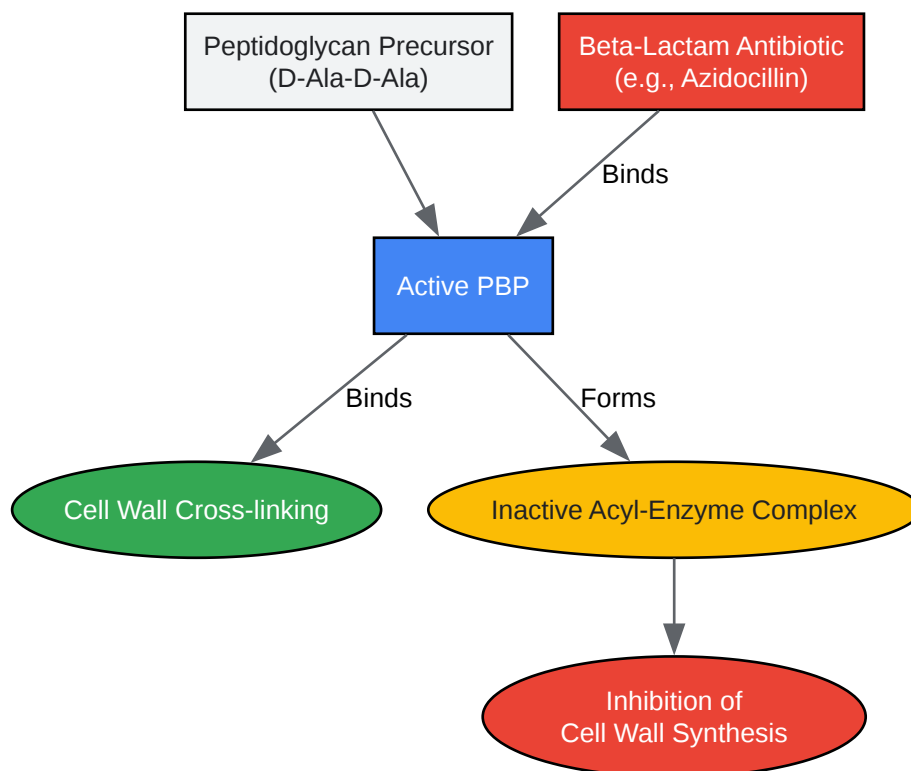 Peptidoglycan Precursor
(D-Ala-D-Ala)
Beta-Lactam Antibiotic
(e.g., Azidocillin)
Binds
Active PBP
Binds
Forms
Cell Wall Cross-linking
Inactive Acyl-Enzyme Complex
Inhibition of
Cell Wall Synthesis